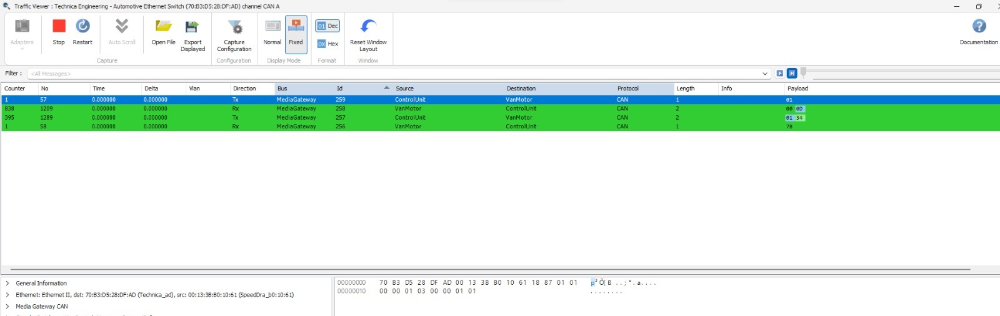 Traffic Viewer : Technica Engineering - Automotive Ethernet Switch (70:B3:D5:28:DF:AD) channel CAN A
Adapters Stop Restart Auto Scroll Open File Export Displayed Capture Configuration Normal Fixed 01 Dec 0X Hex Reset Window Layout Documentation
Capture Configuration Display Mode Format Window
Filter : <All Messages>
Counter No Time Delta Vlan Direction Bus Id Source Destination Protocol Length Info Payload
1 57 0.000000 0.000000 Tx MediaGateway 259 ControlUnit VanMotor CAN 1 01
838 1209 0.000000 0.000000 Rx MediaGateway 258 VanMotor ControlUnit CAN 2 00 0D
395 1289 0.000000 0.000000 Tx MediaGateway 257 ControlUnit VanMotor CAN 2 01 34
1 58 0.000000 0.000000 Rx MediaGateway 256 VanMotor ControlUnit CAN 1 7B
General Information
Ethernet: Ethernet II, dst: 70:B3:D5:28:DF:AD (Technica_ad), src: 00:13:3B:B0:10:61 (SpeedDra_b0:10:61)
Media Gateway CAN
00000000 70 B3 D5 28 DF AD 00 13 3B B0 10 61 18 87 01 01 p³Õ(ß­..;°.a....
00000010 00 00 01 03 00 00 01 01 ........